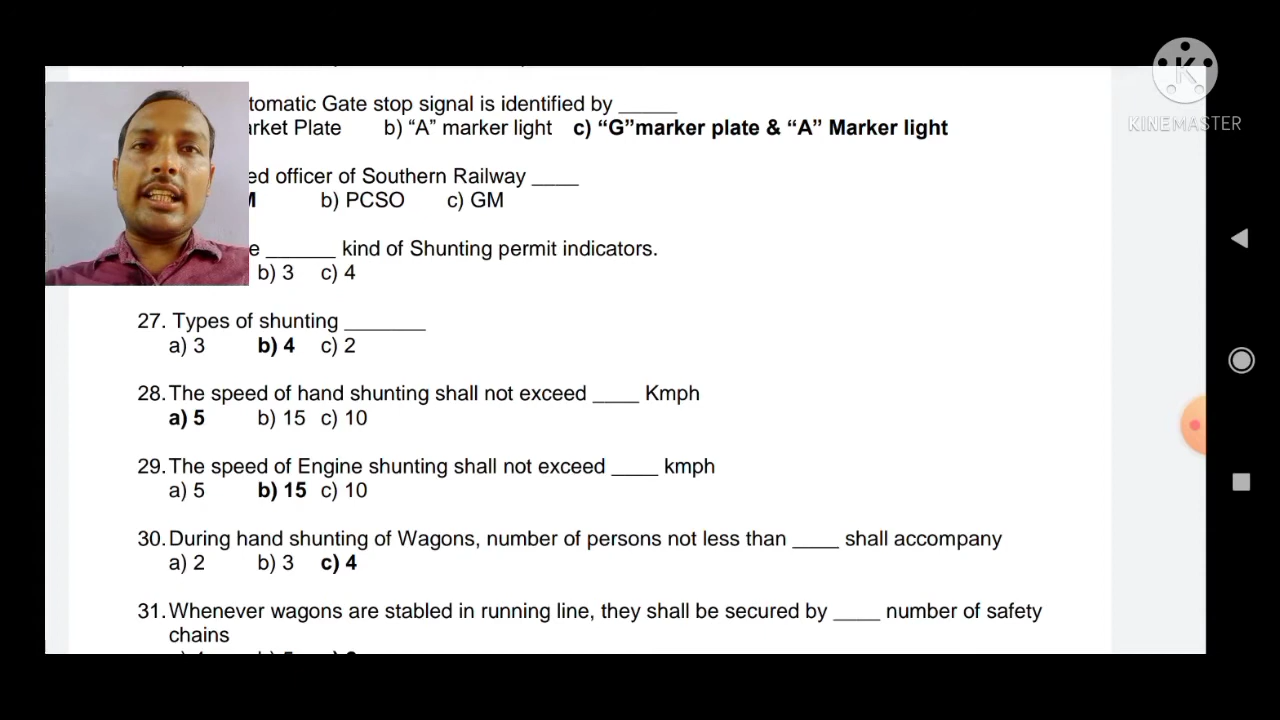 tomatic Gate stop signal is identified by _____
rket Plate b) “A” marker light c) “G”marker plate & “A” Marker light
ed officer of Southern Railway ____
b) PCSO c) GM
e ______ kind of Shunting permit indicators.
b) 3 c) 4
27. Types of shunting _______
a) 3 b) 4 c) 2
28. The speed of hand shunting shall not exceed ____ Kmph
a) 5 b) 15 c) 10
29. The speed of Engine shunting shall not exceed ____ kmph
a) 5 b) 15 c) 10
30. During hand shunting of Wagons, number of persons not less than ____ shall accompany
a) 2 b) 3 c) 4
31. Whenever wagons are stabled in running line, they shall be secured by ____ number of safety
chains
K
KINEMASTER